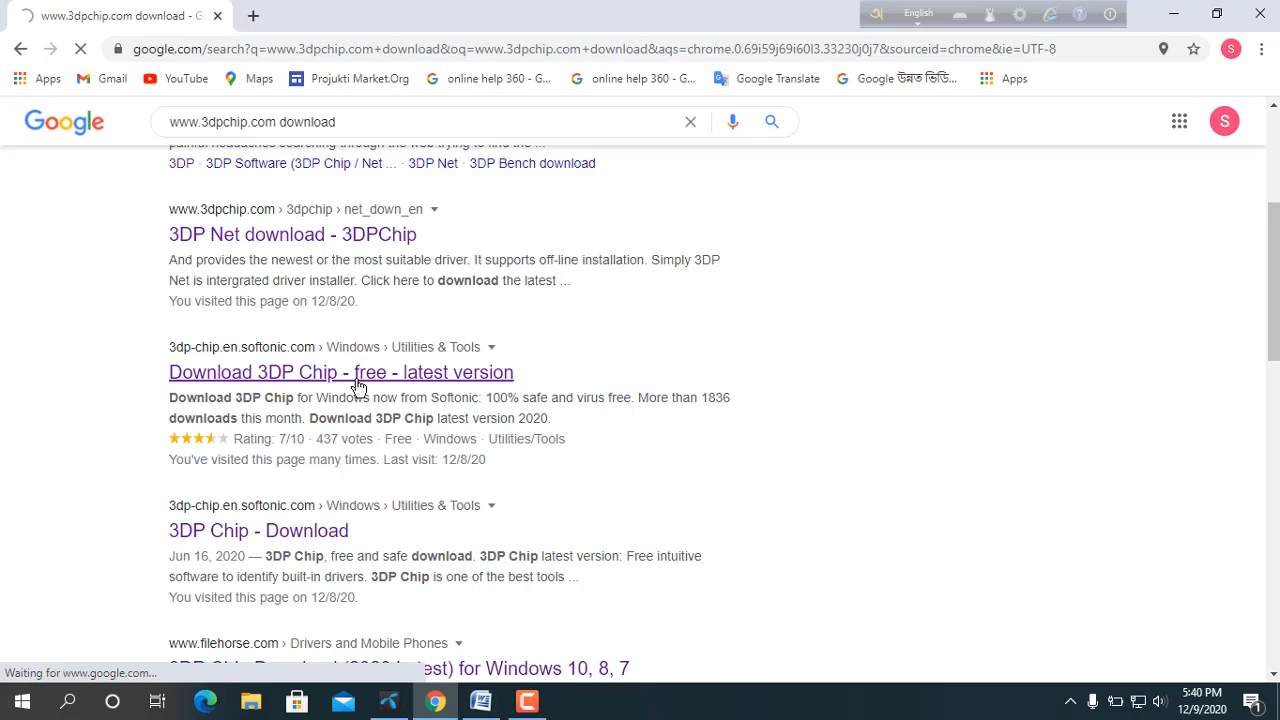 www.3dpchip.com download - G
English
google.com/search?q=www.3dpchip.com+download&oq=www.3dpchip.com+download&aqs=chrome.0.69i59j69i60l3.33230j0j7&sourceid=chrome&ie=UTF-8
S
Apps Gmail YouTube Maps Projukti Market.Org online help 360 - G... online help 360 - G... Google Translate Google উন্নত ভিডি... Apps
Google www.3dpchip.com download S
3DP · 3DP Software (3DP Chip / Net ... · 3DP Net · 3DP Bench download
www.3dpchip.com › 3dpchip › net_down_en
3DP Net download - 3DPChip
And provides the newest or the most suitable driver. It supports off-line installation. Simply 3DP
Net is intergrated driver installer. Click here to download the latest ...
You visited this page on 12/8/20.
3dp-chip.en.softonic.com › Windows › Utilities & Tools
Download 3DP Chip - free - latest version
Download 3DP Chip for Windows now from Softonic: 100% safe and virus free. More than 1836
downloads this month. Download 3DP Chip latest version 2020.
Rating: 7/10 · 437 votes · Free · Windows · Utilities/Tools
You've visited this page many times. Last visit: 12/8/20
3dp-chip.en.softonic.com › Windows › Utilities & Tools
3DP Chip - Download
Jun 16, 2020 — 3DP Chip, free and safe download. 3DP Chip latest version: Free intuitive
software to identify built-in drivers. 3DP Chip is one of the best tools ...
You visited this page on 12/8/20.
www.filehorse.com › Drivers and Mobile Phones
for Windows 10, 8, 7
Waiting for www.google.com...
5:40 PM
12/9/2020
1